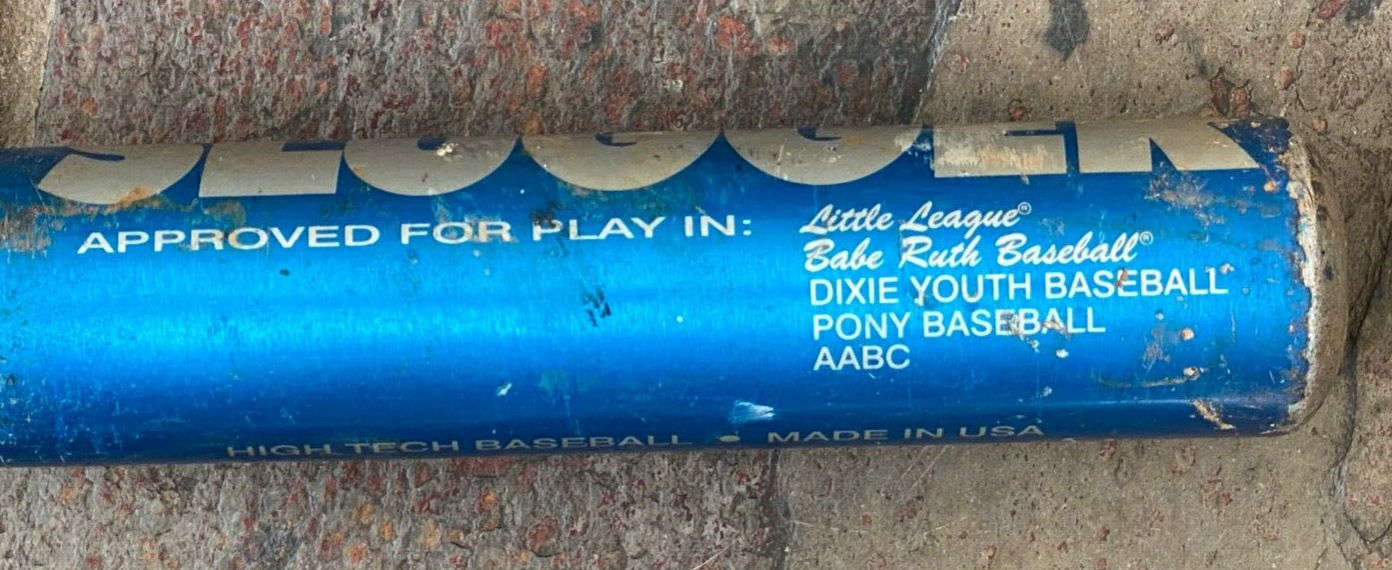 SLUGGER
APPROVED FOR PLAY IN:
Little League®
Babe Ruth Baseball®
DIXIE YOUTH BASEBALL
PONY BASEBALL
AABC
HIGH TECH BASEBALL • MADE IN USA